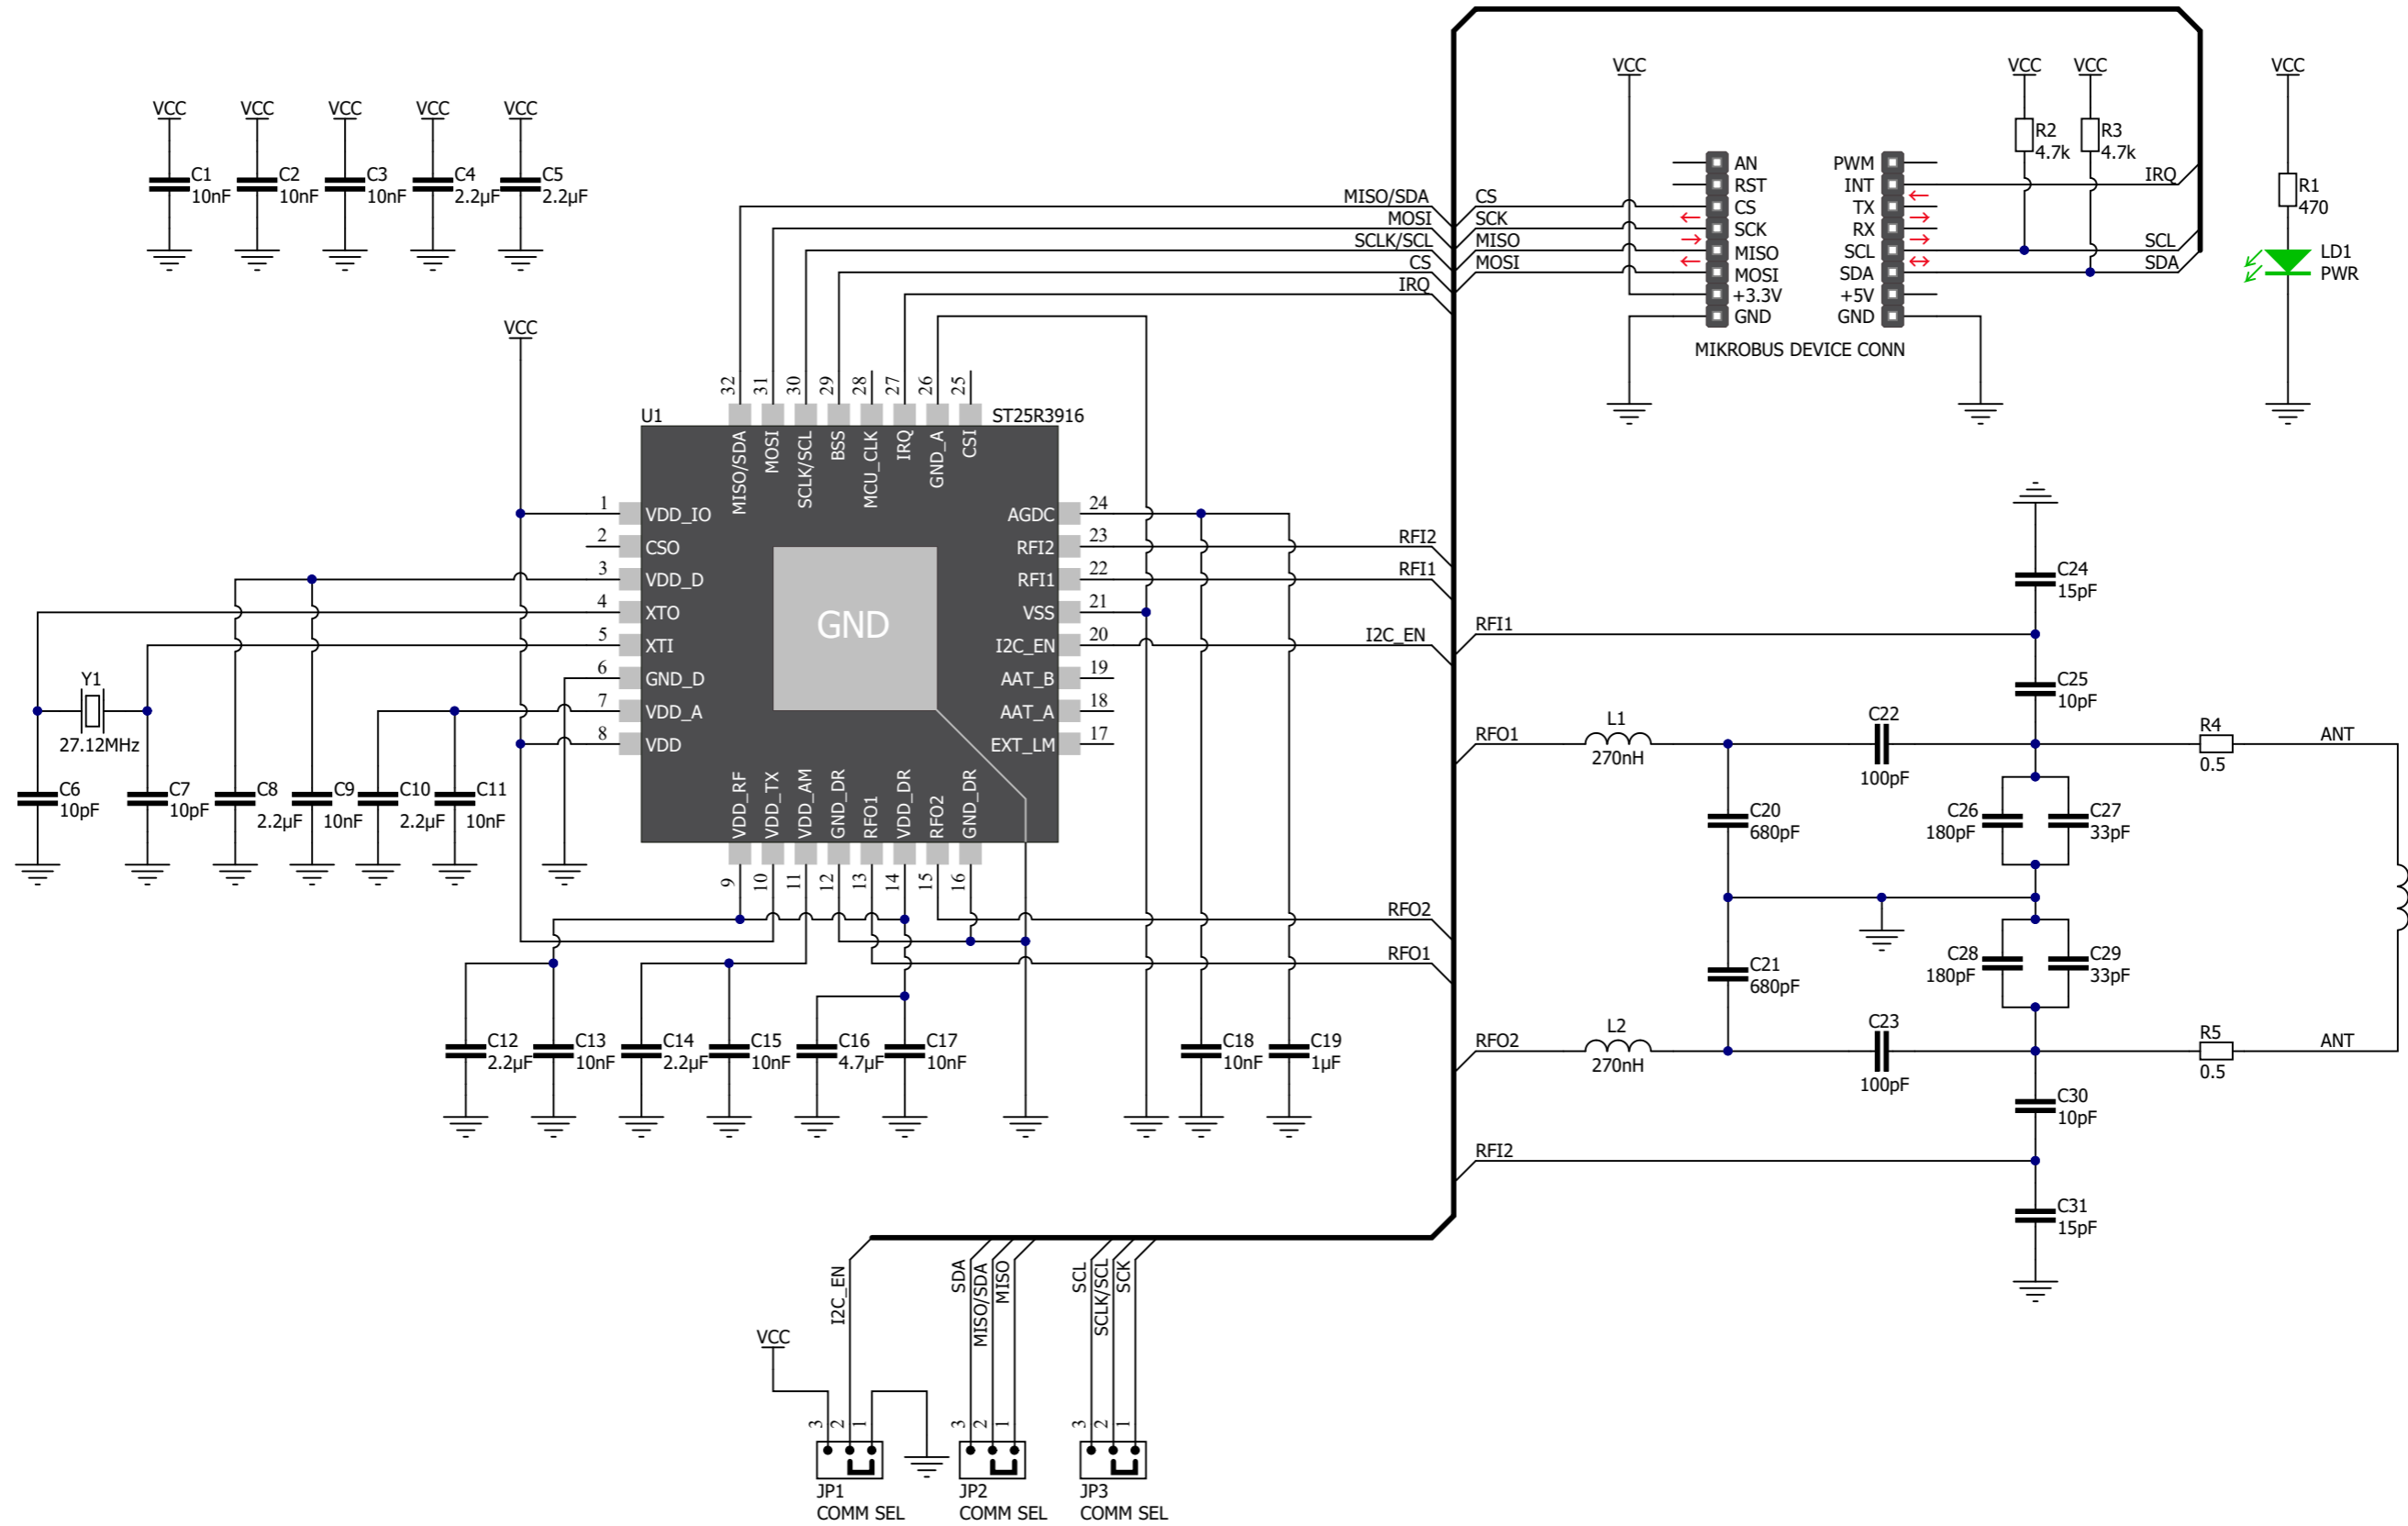 VCC
VCC
VCC
VCC
VCC
C1
10nF
C2
10nF
C3
10nF
C4
2.2µF
C5
2.2µF
VCC
VCC
VCC
VCC
R2
4.7k
R3
4.7k
R1
470
LD1
PWR
AN
RST
CS
SCK
MISO
MOSI
+3.3V
GND
PWM
INT
TX
RX
SCL
SDA
+5V
GND
MIKROBUS DEVICE CONN
IRQ
SCL
SDA
MISO/SDA
MOSI
SCLK/SCL
CS
IRQ
CS
SCK
MISO
MOSI
VCC
U1
ST25R3916
32
31
30
29
28
27
26
25
MISO/SDA
MOSI
SCLK/SCL
BSS
MCU_CLK
IRQ
GND_A
CSI
1
VDD_IO
2
CSO
3
VDD_D
4
XTO
5
XTI
6
GND_D
7
VDD_A
8
VDD
GND
24
AGDC
23
RFI2
22
RFI1
21
VSS
20
I2C_EN
19
AAT_B
18
AAT_A
17
EXT_LM
VDD_RF
VDD_TX
VDD_AM
GND_DR
RFO1
VDD_DR
RFO2
GND_DR
9
10
11
12
13
14
15
16
RFI2
RFI1
I2C_EN
RFO2
RFO1
Y1
27.12MHz
C6
10pF
C7
10pF
C8
2.2µF
C9
10nF
C10
2.2µF
C11
10nF
C12
2.2µF
C13
10nF
C14
2.2µF
C15
10nF
C16
4.7µF
C17
10nF
C18
10nF
C19
1µF
RFI1
RFO1
RFO2
RFI2
C24
15pF
C25
10pF
L1
270nH
C22
100pF
R4
0.5
ANT
C20
680pF
C26
180pF
C27
33pF
C21
680pF
C28
180pF
C29
33pF
L2
270nH
C23
100pF
R5
0.5
ANT
C30
10pF
C31
15pF
I2C_EN
SDA
MISO/SDA
MISO
SCL
SCLK/SCL
SCK
VCC
3
2
1
3
2
1
3
2
1
JP1
COMM SEL
JP2
COMM SEL
JP3
COMM SEL